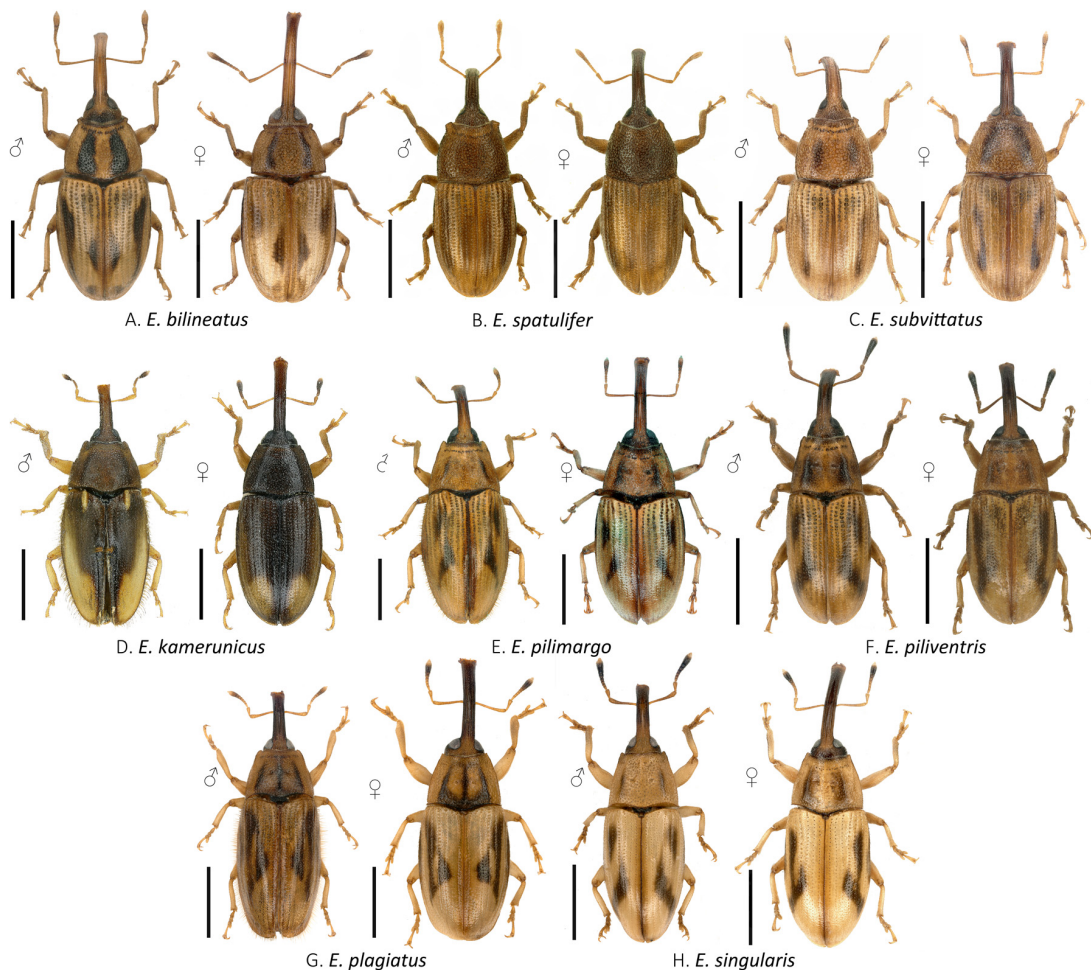 ♂ ♀ ♂ ♀ ♂ ♀
A. E. bilineatus B. E. spatulifer C. E. subvittatus
♂ ♀ ♂ ♀ ♂ ♀
D. E. kamerunicus E. E. pilimargo F. E. piliventris
♂ ♀ ♂ ♀
G. E. plagiatus H. E. singularis